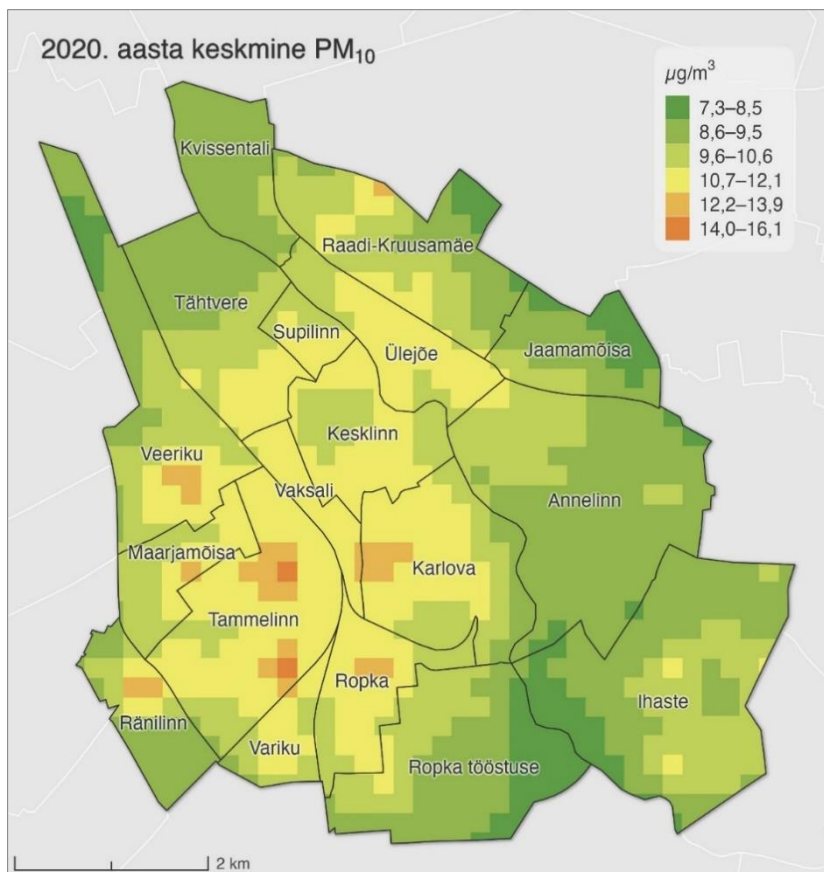 2020. aasta keskmine PM₁₀
µg/m³
7,3–8,5
8,6–9,5
9,6–10,6
10,7–12,1
12,2–13,9
14,0–16,1
Kvissentali
Raadi-Kruusamäe
Tähtvere
Supilinn
Ülejõe
Jaamamõisa
Kesklinn
Veeriku
Vaksali
Annelinn
Maarjamõisa
Karlova
Tammelinn
Ropka
Ihaste
Ränilinn
Variku
Ropka tööstuse
2 km